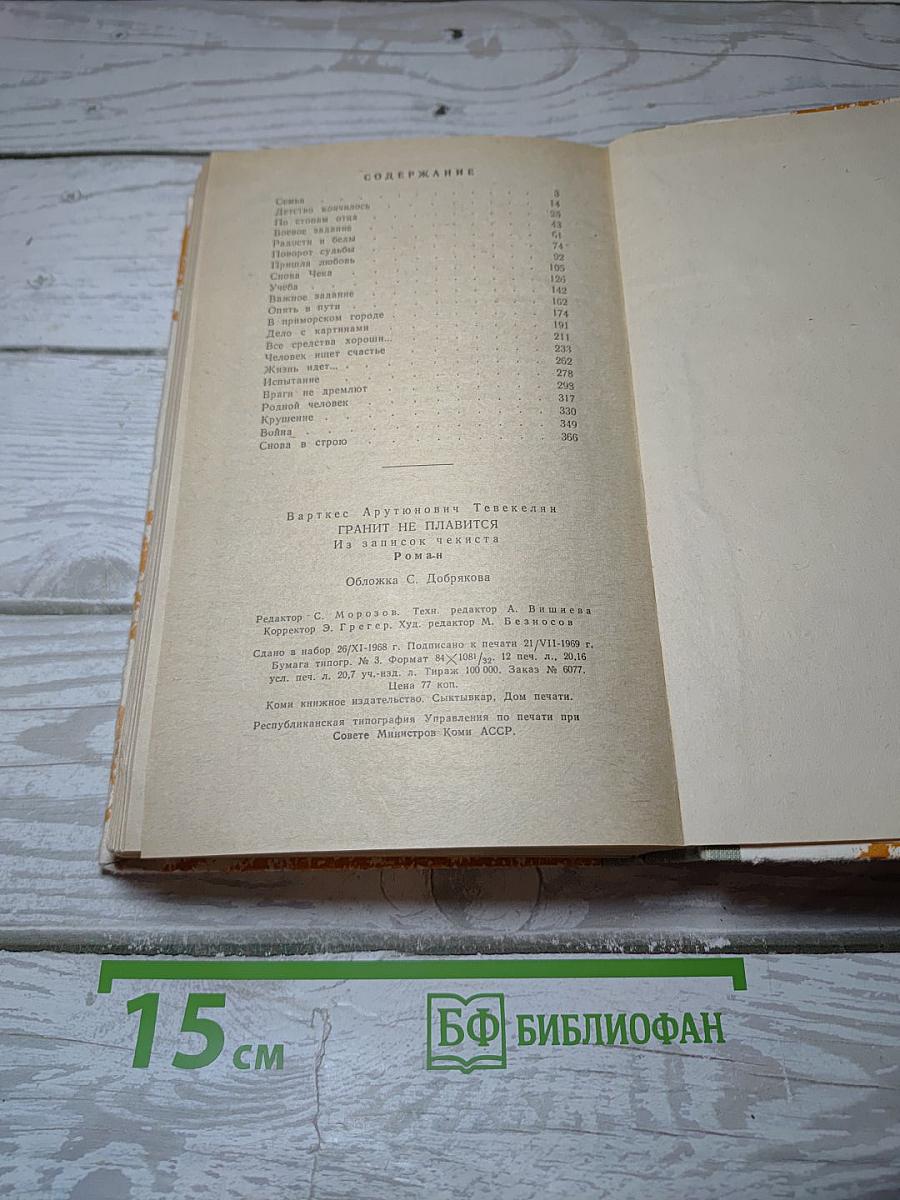 СОДЕРЖАНИЕ
Семья 3
Детство кончилось 14
По стопам отца 25
Боевое задание 43
Радости и беды 61
Поворот судьбы 74
Пришла любовь 92
Снова Чека 105
Учеба 126
Важное задание 142
Опять в пути 162
В приморском городе 174
Дело с картинами 191
Все средства хороши... 211
Человек ищет счастье 233
Жизнь идет... 262
Испытание 278
Враги не дремлют 293
Родной человек 317
Крушение 330
Война 349
Снова в строю 366
Варткес Арутюнович Тевекелян
ГРАНИТ НЕ ПЛАВИТСЯ
Из записок чекиста
Роман
Обложка С. Добрякова
Редактор С. Морозов. Техн. редактор А. Вишнева
Корректор Э. Грегер. Худ. редактор М. Безносов
Сдано в набор 26/XI-1968 г. Подписано к печати 21/VII-1969 г.
Бумага типогр. № 3. Формат 84×1081/32. 12 печ. л., 20,16
усл. печ. л. 20,7 уч.-изд. л. Тираж 100 000. Заказ № 6077.
Цена 77 коп.
Коми книжное издательство. Сыктывкар, Дом печати.
Республиканская типография Управления по печати при
Совете Министров Коми АССР.
15 см
БФ БИБЛИОФАН